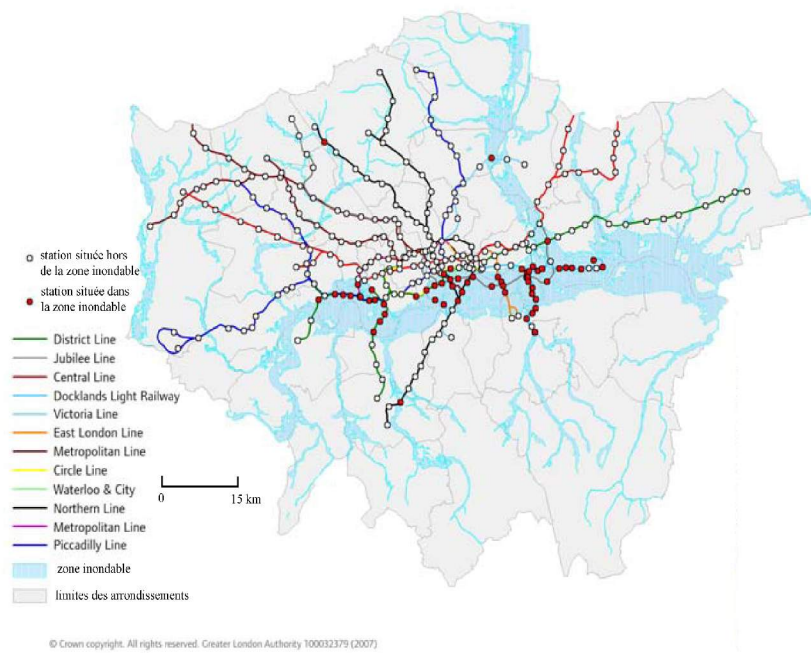 station située hors
de la zone inondable
station située dans
la zone inondable
District Line
Jubilee Line
Central Line
Docklands Light Railway
Victoria Line
East London Line
Metropolitan Line
Circle Line
Waterloo & City
Northern Line
Metropolitan Line
Piccadilly Line
zone inondable
limites des arrondissements
0 15 km
© Crown copyright. All rights reserved. Greater London Authority 100032379 (2007)